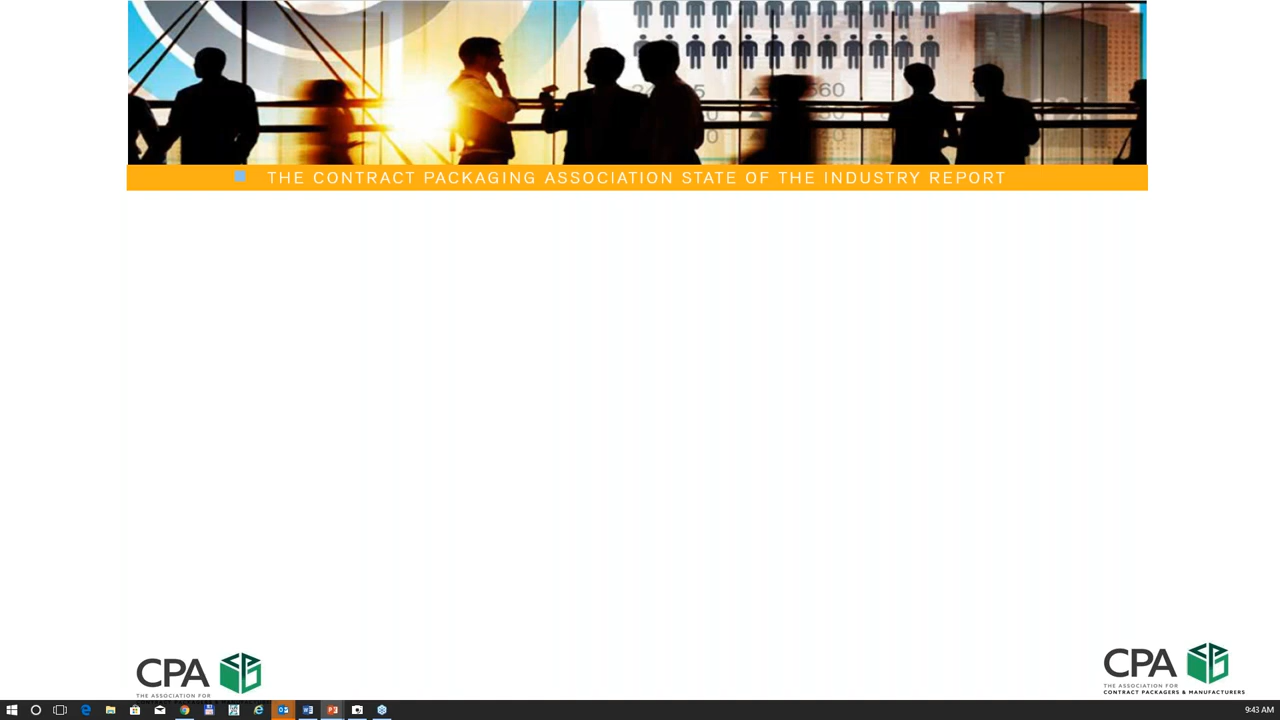 560
THE CONTRACT PACKAGING ASSOCIATION STATE OF THE INDUSTRY REPORT
CPA
THE ASSOCIATION FOR
CPA
THE ASSOCIATION FOR
CONTRACT PACKAGERS & MANUFACTURERS
9:43 AM